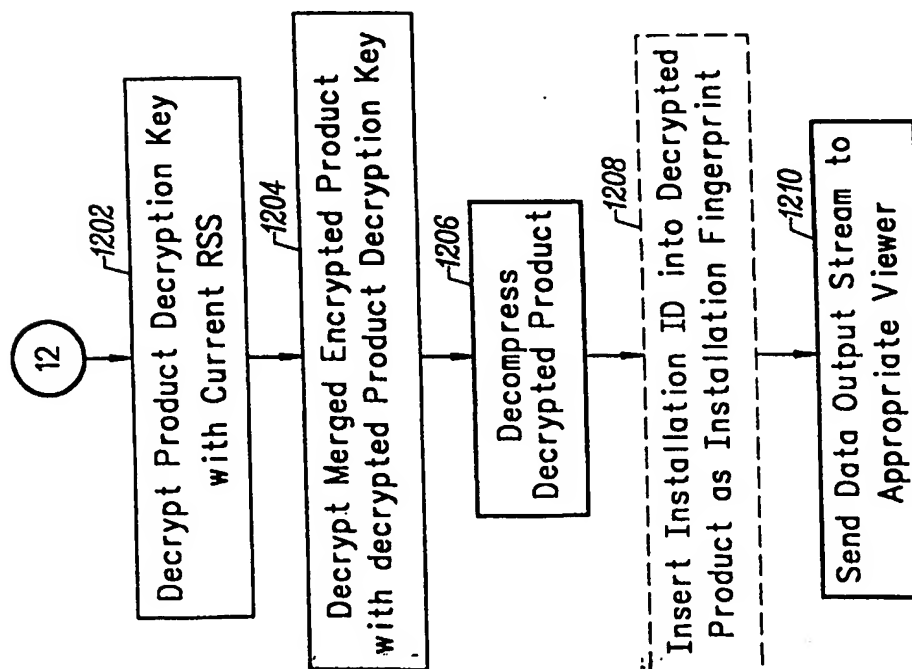 12
1202
Decrypt Product Decryption Key
with Current RSS
1204
Decrypt Merged Encrypted Product
with decrypted Product Decryption Key
1206
Decompress
Decrypted Product
1208
Insert Installation ID into Decrypted
Product as Installation Fingerprint
1210
Send Data Output Stream to
Appropriate Viewer